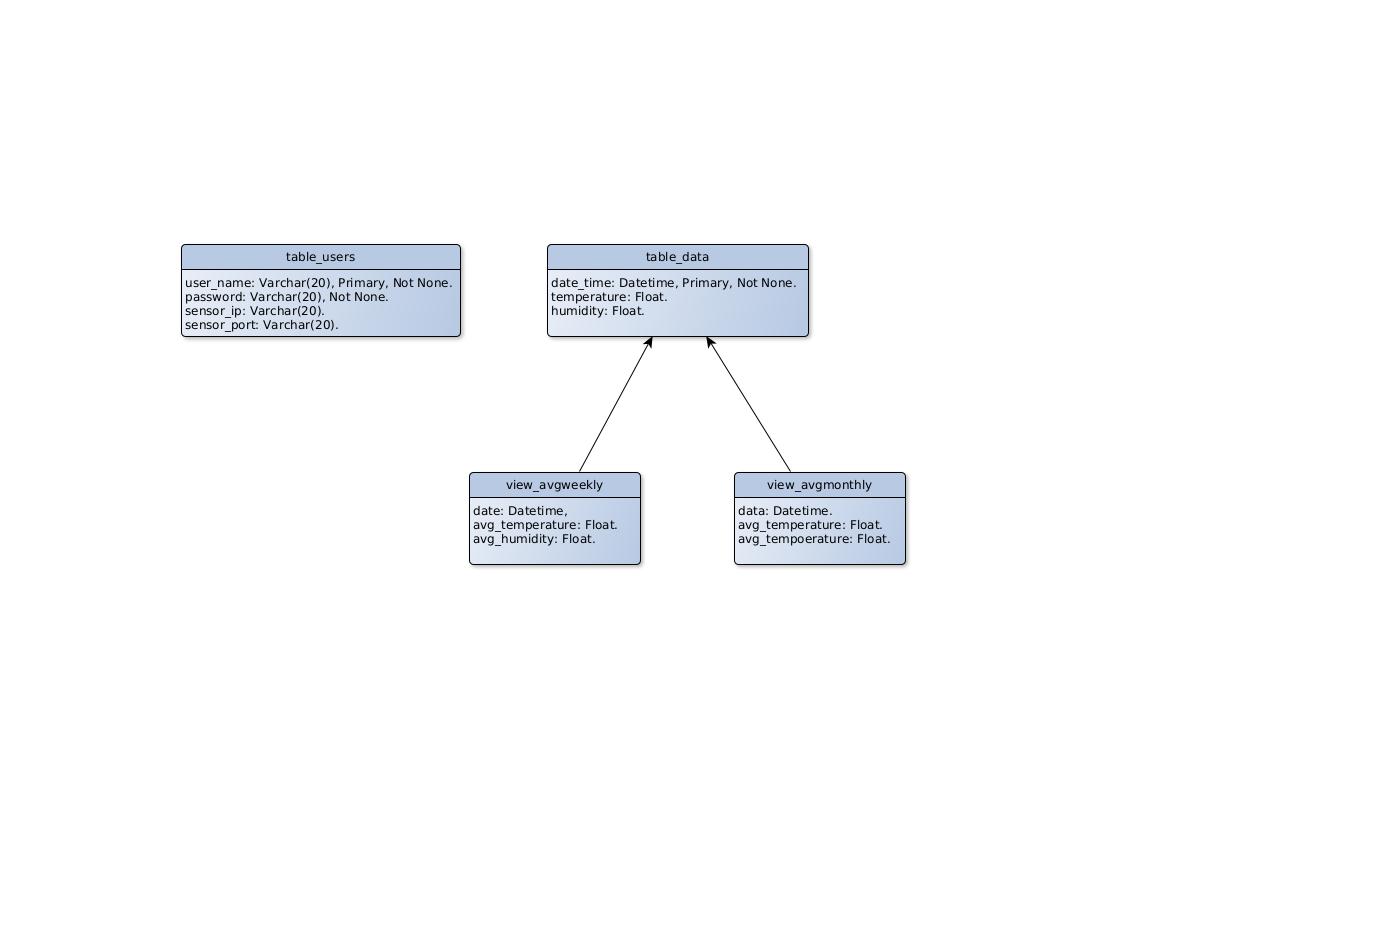 table_users
user_name: Varchar(20), Primary, Not None.
password: Varchar(20), Not None.
sensor_ip: Varchar(20).
sensor_port: Varchar(20).
table_data
date_time: Datetime, Primary, Not None.
temperature: Float.
humidity: Float.
view_avgweekly
date: Datetime,
avg_temperature: Float.
avg_humidity: Float.
view_avgmonthly
data: Datetime.
avg_temperature: Float.
avg_tempoerature: Float.